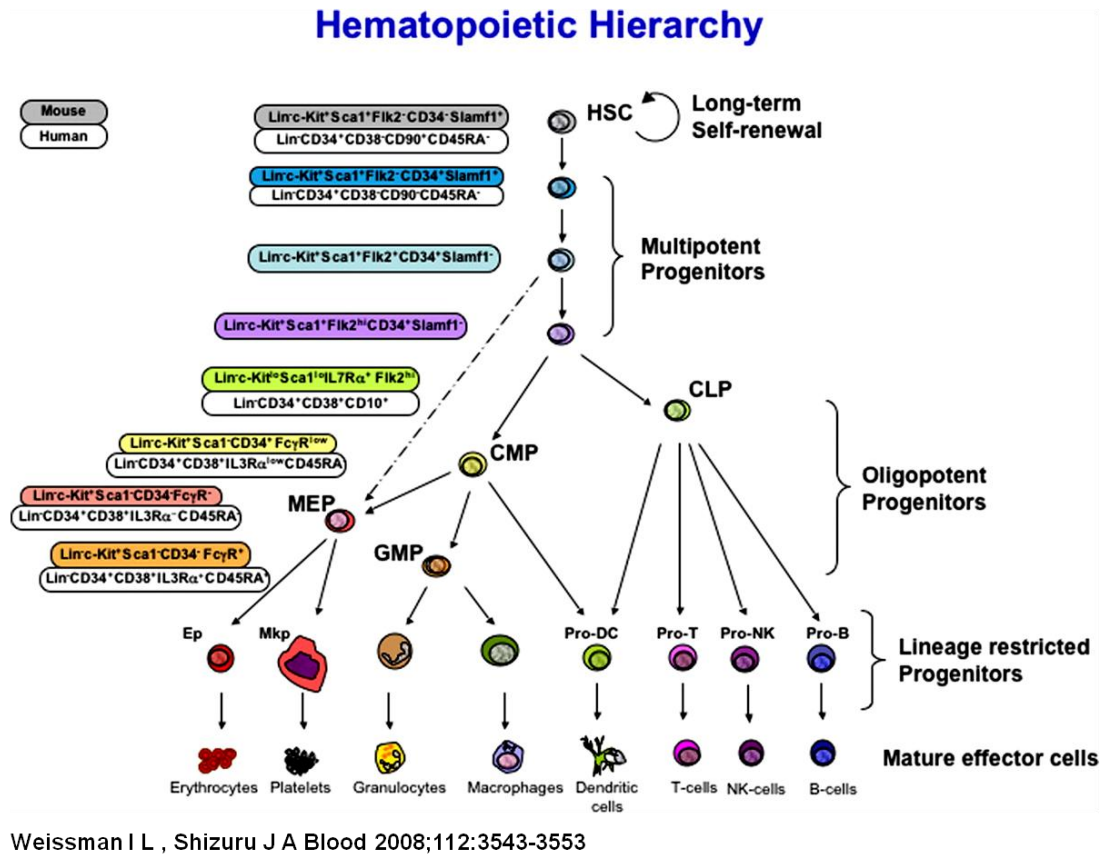 Hematopoietic Hierarchy
Mouse
Human
Lin⁻c-Kit⁺Sca1⁺Flk2⁻CD34⁻Slamf1⁺
Lin⁻CD34⁺CD38⁻CD90⁺CD45RA⁻
HSC
Long-term
Self-renewal
Lin⁻c-Kit⁺Sca1⁺Flk2⁻CD34⁺Slamf1⁺
Lin⁻CD34⁺CD38⁻CD90⁻CD45RA⁻
Lin⁻c-Kit⁺Sca1⁺Flk2⁺CD34⁺Slamf1⁻
Multipotent
Progenitors
Lin⁻c-Kit⁺Sca1⁺Flk2ʰⁱCD34⁺Slamf1⁻
Lin⁻c-KitˡᵒSca1ˡᵒIL7Rα⁺ Flk2ʰⁱ
Lin⁻CD34⁺CD38⁺CD10⁺
CLP
Lin⁻c-Kit⁺Sca1⁻CD34⁺ FcγRˡᵒʷ
Lin⁻CD34⁺CD38⁺IL3RαˡᵒʷCD45RA
CMP
Oligopotent
Progenitors
Lin⁻c-Kit⁺Sca1⁻CD34⁻FcγR⁻
Lin⁻CD34⁺CD38⁺IL3Rα⁻CD45RA⁻
MEP
Lin⁻c-Kit⁺Sca1⁻CD34⁻ FcγR⁺
Lin⁻CD34⁺CD38⁺IL3Rα⁺CD45RA⁺
GMP
Ep
Mkp
Pro-DC
Pro-T
Pro-NK
Pro-B
Lineage restricted
Progenitors
Mature effector cells
Erythrocytes
Platelets
Granulocytes
Macrophages
Dendritic
cells
T-cells
NK-cells
B-cells
Weissman I L , Shizuru J A Blood 2008;112:3543-3553